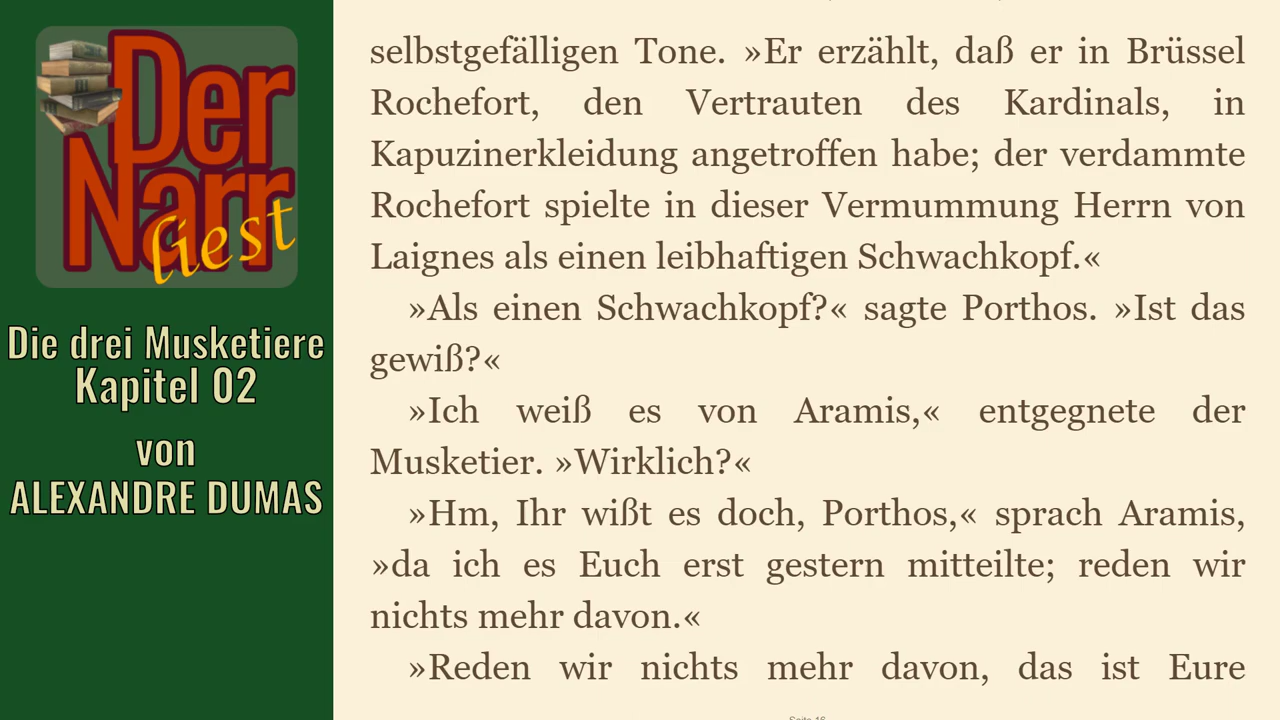 Der
Narr
liest
Die drei Musketiere
Kapitel 02
von
ALEXANDRE DUMAS
selbstgefälligen Tone. »Er erzählt, daß er in Brüssel
Rochefort, den Vertrauten des Kardinals, in
Kapuzinerkleidung angetroffen habe; der verdammte
Rochefort spielte in dieser Vermummung Herrn von
Laignes als einen leibhaftigen Schwachkopf.«
»Als einen Schwachkopf?« sagte Porthos. »Ist das
gewiß?«
»Ich weiß es von Aramis,« entgegnete der
Musketier. »Wirklich?«
»Hm, Ihr wißt es doch, Porthos,« sprach Aramis,
»da ich es Euch erst gestern mitteilte; reden wir
nichts mehr davon.«
»Reden wir nichts mehr davon, das ist Eure